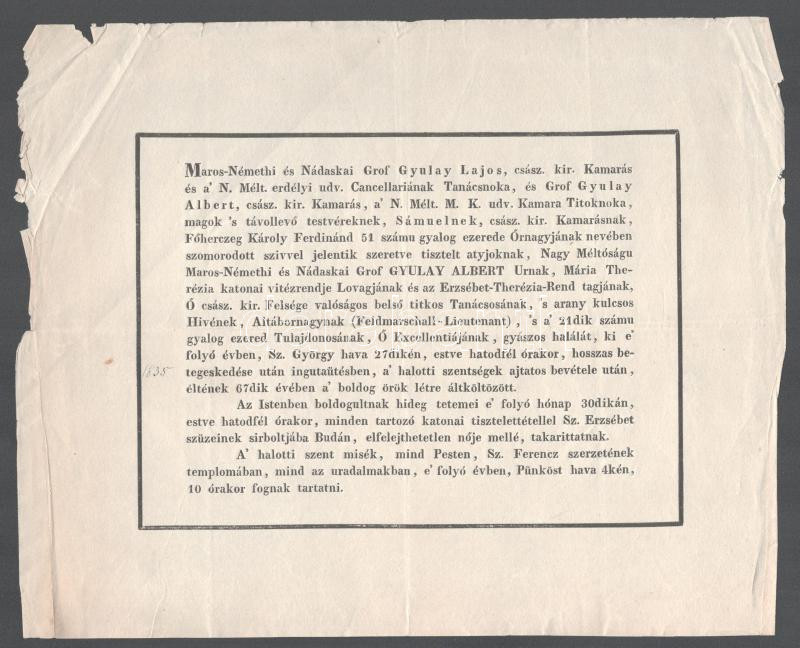 Maros-Némethi és Nádaskai Grof Gyulay Lajos, csász. kir. Kamarás
és a' N. Mélt. erdélyi udv. Cancellariának Tanácsnoka, és Grof Gyulay
Albert, csász. kir. Kamarás, a' N. Mélt. M. K. udv. Kamara Titoknoka,
magok 's távollevő testvéreknek, Sámuelnek, csász. kir. Kamarásnak,
Főherczeg Károly Ferdinánd 51 számu gyalog ezerede Őrnagyjának nevében
szomorodott szivvel jelentik szeretve tisztelt atyjoknak, Nagy Méltóságu
Maros-Némethi és Nádaskai Grof GYULAY ALBERT Urnak, Mária The-
rézia katonai vitézrendje Lovagjának és az Erzsébet-Therézia-Rend tagjának,
Ő csász. kir. Felsége valóságos belső titkos Tanácsosának, 's arany kulcsos
Hivének, Altábornagynak (Feldmarschall-Lieutenant), 's a' 21dik számu
gyalog ezered Tulajdonosának, Ő Excellentiájának, gyászos halálát, ki e'
folyó évben, Sz. György hava 27dikén, estve hatodfél órakor, hosszas be-
tegeskedése után ingutaütésben, a' halotti szentségek ajtatos bevétele után,
1835
éltének 67dik évében a' boldog örök létre áltköltözött.
Az Istenben boldogultnak hideg tetemei e' folyó hónap 30dikán,
estve hatodfél órakor, minden tartozó katonai tisztelettétellel Sz. Erzsébet
szüzeinek sirboltjába Budán, elfelejthetetlen nője mellé, takarittatnak.
A' halotti szent misék, mind Pesten, Sz. Ferencz szerzetének
templomában, mind az uradalmakban, e' folyó évben, Pünköst hava 4kén,
10 órakor fognak tartatni.